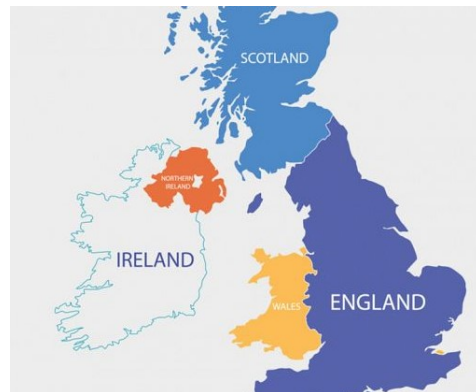 SCOTLAND
NORTHERN
IRELAND
IRELAND
WALES
ENGLAND